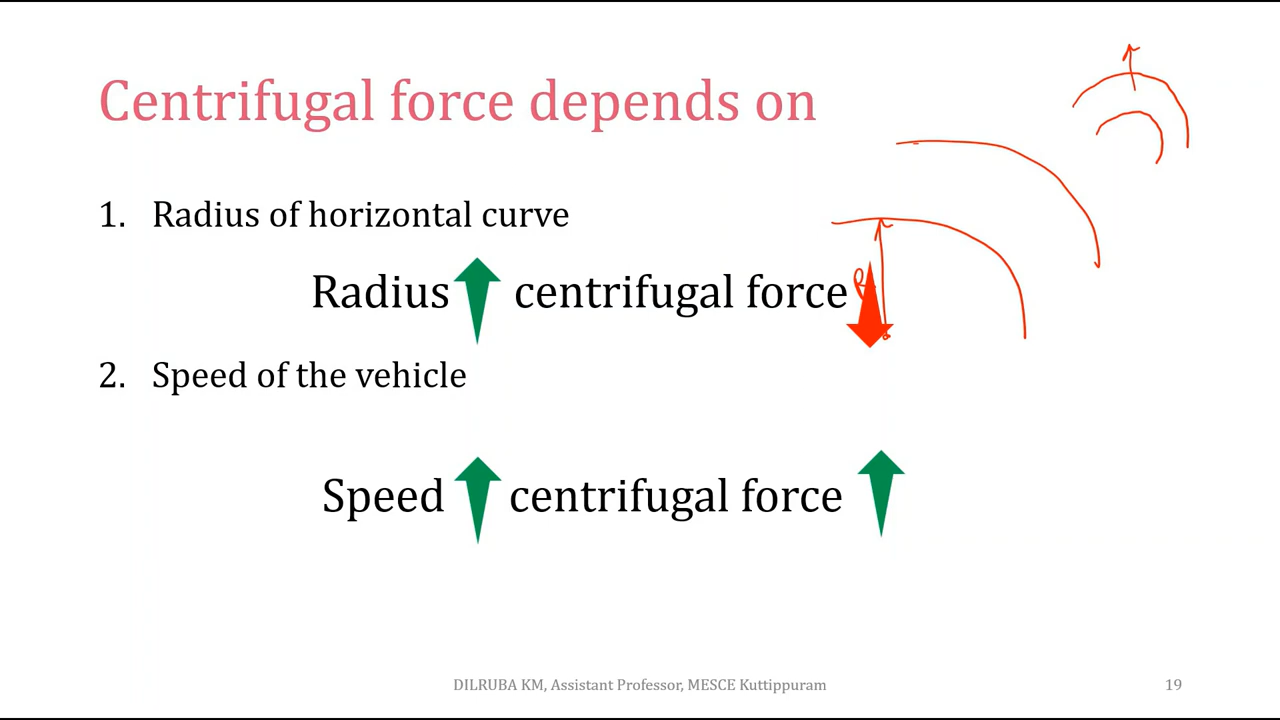 Centrifugal force depends on
1. Radius of horizontal curve
Radius centrifugal force
R
2. Speed of the vehicle
Speed centrifugal force
DILRUBA KM, Assistant Professor, MESCE Kuttippuram
19